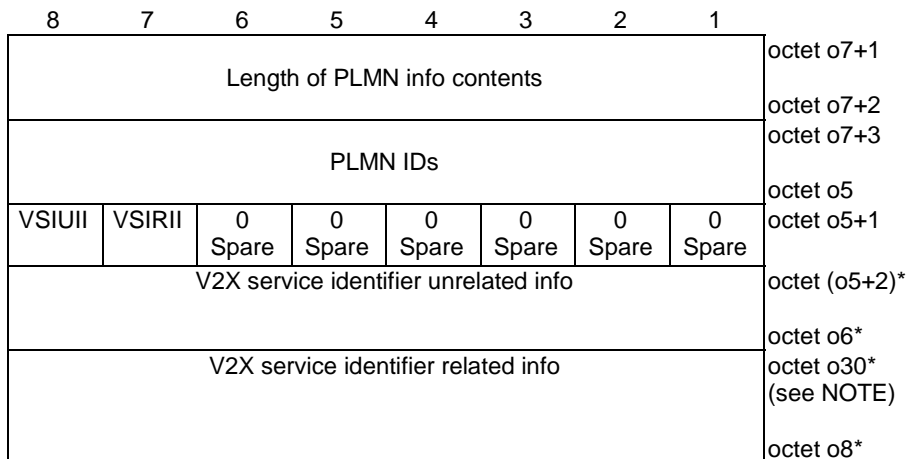 8 7 6 5 4 3 2 1
octet o7+1
Length of PLMN info contents
octet o7+2
octet o7+3
PLMN IDs
octet o5
VSIUII VSIRII 0 0 0 0 0 0 octet o5+1
Spare Spare Spare Spare Spare Spare
V2X service identifier unrelated info octet (o5+2)*
octet o6*
V2X service identifier related info octet o30*
(see NOTE)
octet o8*